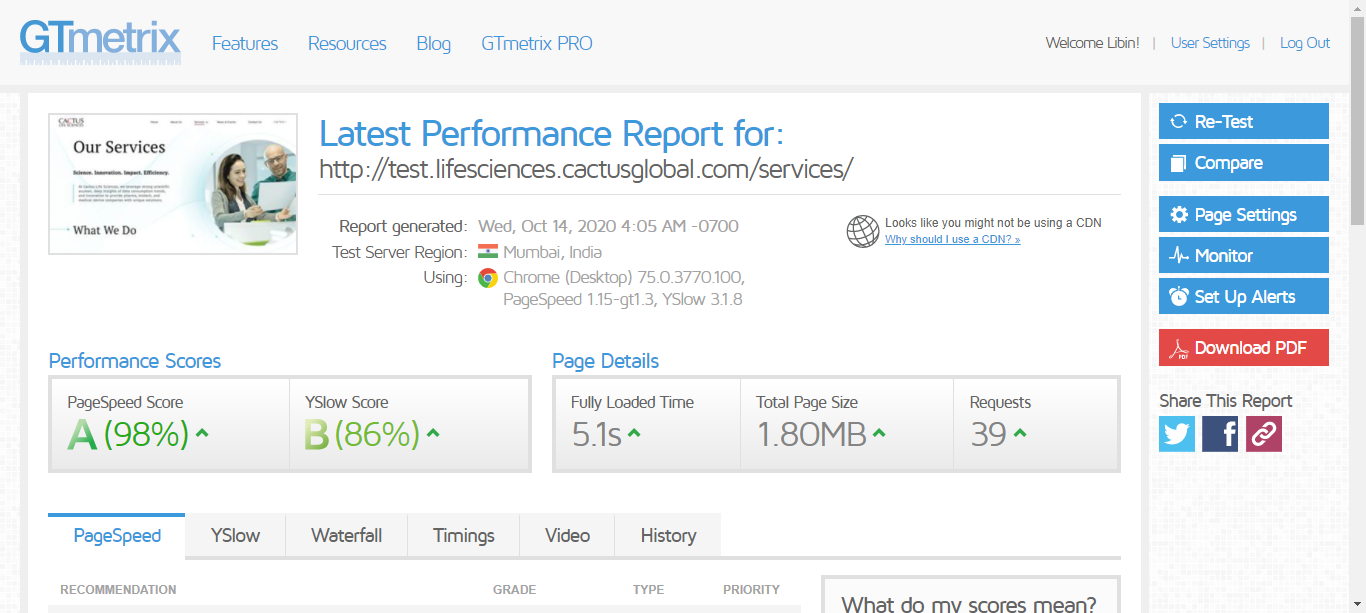 GTmetrix
Features Resources Blog GTmetrix PRO
Welcome Libin! | User Settings | Log Out
CACTUS
LIFE SCIENCES
Our Services
Science. Innovation. Impact. Efficiency.
What We Do
Latest Performance Report for:
http://test.lifesciences.cactusglobal.com/services/
Report generated: Wed, Oct 14, 2020 4:05 AM -0700
Test Server Region: Mumbai, India
Using: Chrome (Desktop) 75.0.3770.100,
PageSpeed 1.15-gt1.3, YSlow 3.1.8
Looks like you might not be using a CDN
Why should I use a CDN? »
Re-Test
Compare
Page Settings
Monitor
Set Up Alerts
Download PDF
Share This Report
Performance Scores
PageSpeed Score
A (98%)
YSlow Score
B (86%)
Page Details
Fully Loaded Time
5.1s
Total Page Size
1.80MB
Requests
39
PageSpeed YSlow Waterfall Timings Video History
RECOMMENDATION GRADE TYPE PRIORITY
What do my scores mean?